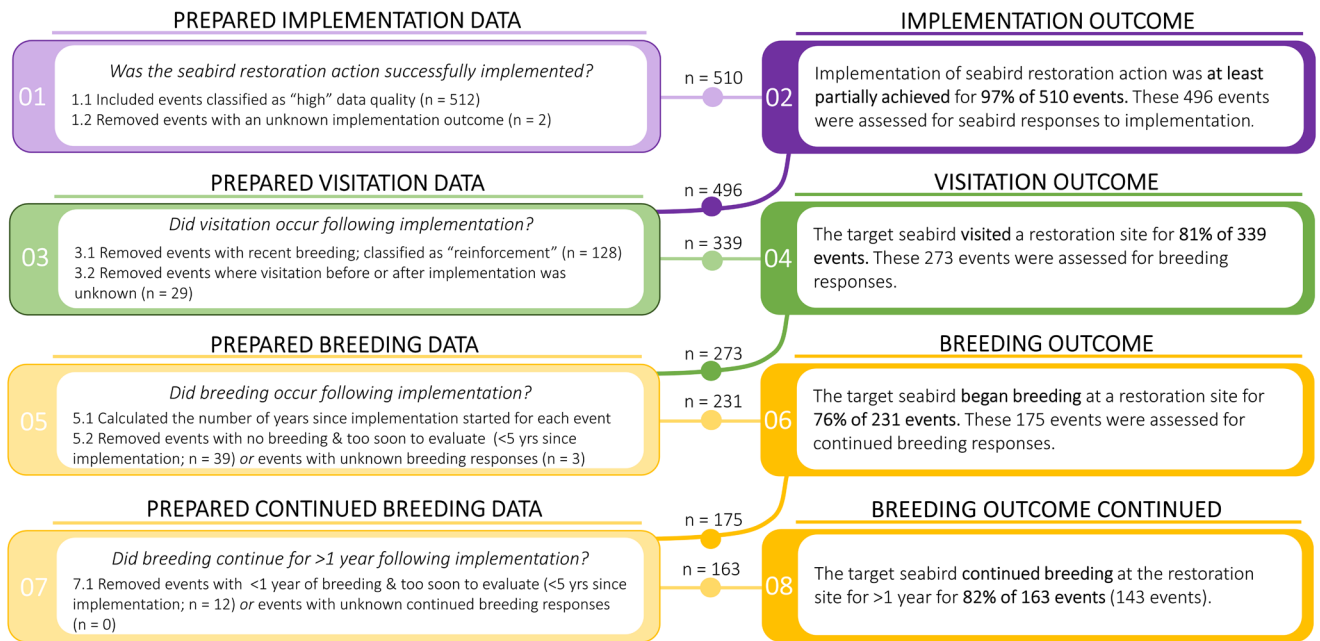 PREPARED IMPLEMENTATION DATA
01
Was the seabird restoration action successfully implemented?
1.1 Included events classified as “high” data quality (n = 512)
1.2 Removed events with an unknown implementation outcome (n = 2)
n = 510
IMPLEMENTATION OUTCOME
02
Implementation of seabird restoration action was at least
partially achieved for 97% of 510 events. These 496 events
were assessed for seabird responses to implementation.
n = 496
PREPARED VISITATION DATA
03
Did visitation occur following implementation?
3.1 Removed events with recent breeding; classified as “reinforcement” (n = 128)
3.2 Removed events where visitation before or after implementation was
unknown (n = 29)
n = 339
VISITATION OUTCOME
04
The target seabird visited a restoration site for 81% of 339
events. These 273 events were assessed for breeding
responses.
n = 273
PREPARED BREEDING DATA
05
Did breeding occur following implementation?
5.1 Calculated the number of years since implementation started for each event
5.2 Removed events with no breeding & too soon to evaluate (<5 yrs since
implementation; n = 39) or events with unknown breeding responses (n = 3)
n = 231
BREEDING OUTCOME
06
The target seabird began breeding at a restoration site for
76% of 231 events. These 175 events were assessed for
continued breeding responses.
n = 175
PREPARED CONTINUED BREEDING DATA
07
Did breeding continue for >1 year following implementation?
7.1 Removed events with <1 year of breeding & too soon to evaluate (<5 yrs since
implementation; n = 12) or events with unknown continued breeding responses
(n = 0)
n = 163
BREEDING OUTCOME CONTINUED
08
The target seabird continued breeding at the restoration
site for >1 year for 82% of 163 events (143 events).